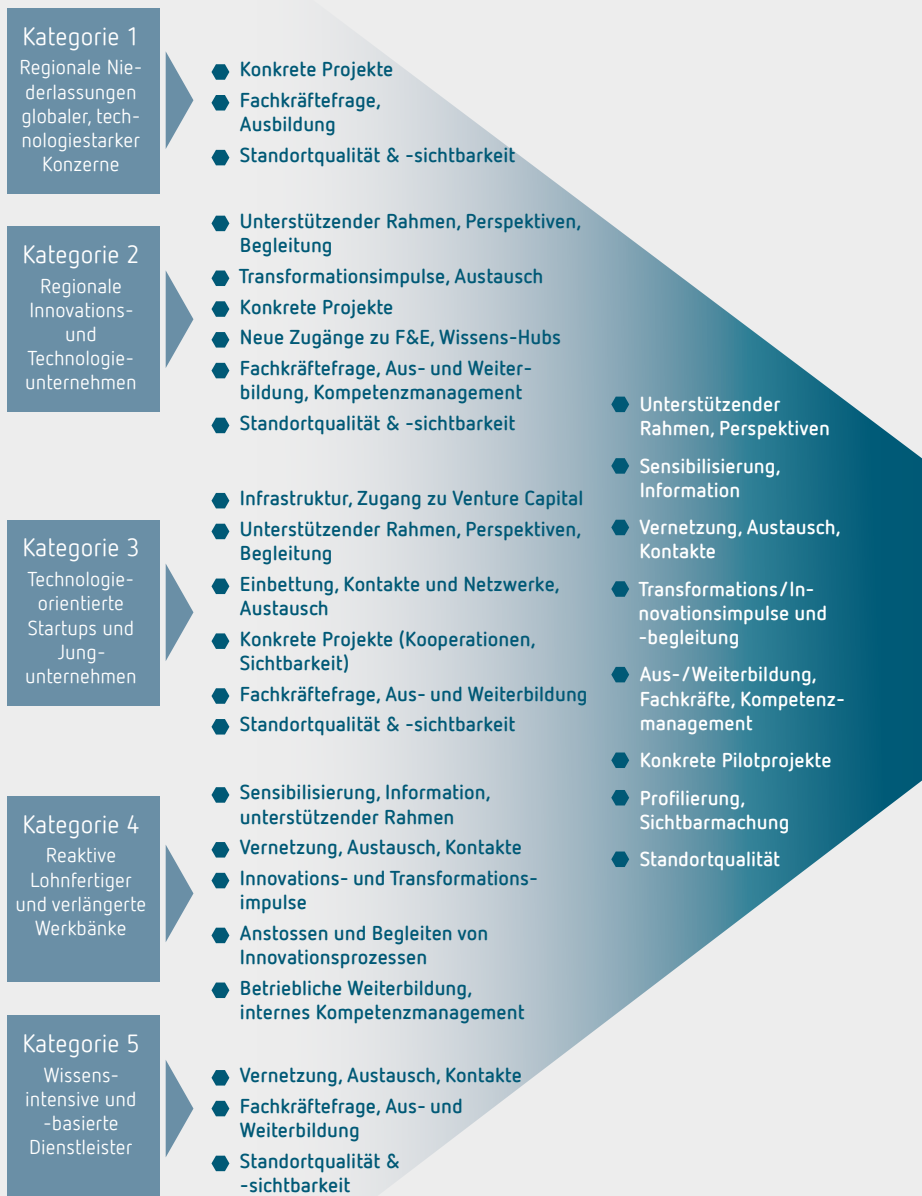 Kategorie 1
Regionale Nie-
derlassungen
globaler, tech-
nologiestarker
Konzerne
Konkrete Projekte
Fachkräftefrage,
Ausbildung
Standortqualität & -sichtbarkeit
Kategorie 2
Regionale
Innovations-
und
Technologie-
unternehmen
Unterstützender Rahmen, Perspektiven,
Begleitung
Transformationsimpulse, Austausch
Konkrete Projekte
Neue Zugänge zu F&E, Wissens-Hubs
Fachkräftefrage, Aus- und Weiter-
bildung, Kompetenzmanagement
Standortqualität & -sichtbarkeit
Kategorie 3
Technologie-
orientierte
Startups und
Jung-
unternehmen
Infrastruktur, Zugang zu Venture Capital
Unterstützender Rahmen, Perspektiven,
Begleitung
Einbettung, Kontakte und Netzwerke,
Austausch
Konkrete Projekte (Kooperationen,
Sichtbarkeit)
Fachkräftefrage, Aus- und Weiterbildung
Standortqualität & -sichtbarkeit
Kategorie 4
Reaktive
Lohnfertiger
und verlängerte
Werkbänke
Sensibilisierung, Information,
unterstützender Rahmen
Vernetzung, Austausch, Kontakte
Innovations- und Transformations-
impulse
Anstossen und Begleiten von
Innovationsprozessen
Betriebliche Weiterbildung,
internes Kompetenzmanagement
Kategorie 5
Wissens-
intensive und
-basierte
Dienstleister
Vernetzung, Austausch, Kontakte
Fachkräftefrage, Aus- und
Weiterbildung
Standortqualität &
-sichtbarkeit
Unterstützender
Rahmen, Perspektiven
Sensibilisierung,
Information
Vernetzung, Austausch,
Kontakte
Transformations/In-
novationsimpulse und
-begleitung
Aus-/Weiterbildung,
Fachkräfte, Kompetenz-
management
Konkrete Pilotprojekte
Profilierung,
Sichtbarmachung
Standortqualität